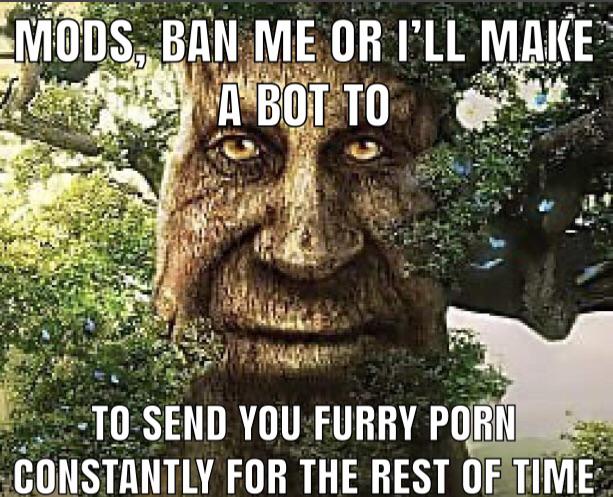 MODS, BAN ME OR I'LL MAKE
A BOT TO
TO SEND YOU FURRY PORN
CONSTANTLY FOR THE REST OF TIME